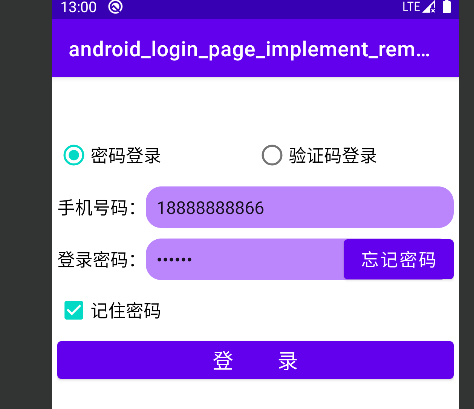 13:00 LTE
android_login_page_implement_rem...
密码登录 验证码登录
手机号码： 18888888866
登录密码： •••••• 忘记密码
记住密码
登 录